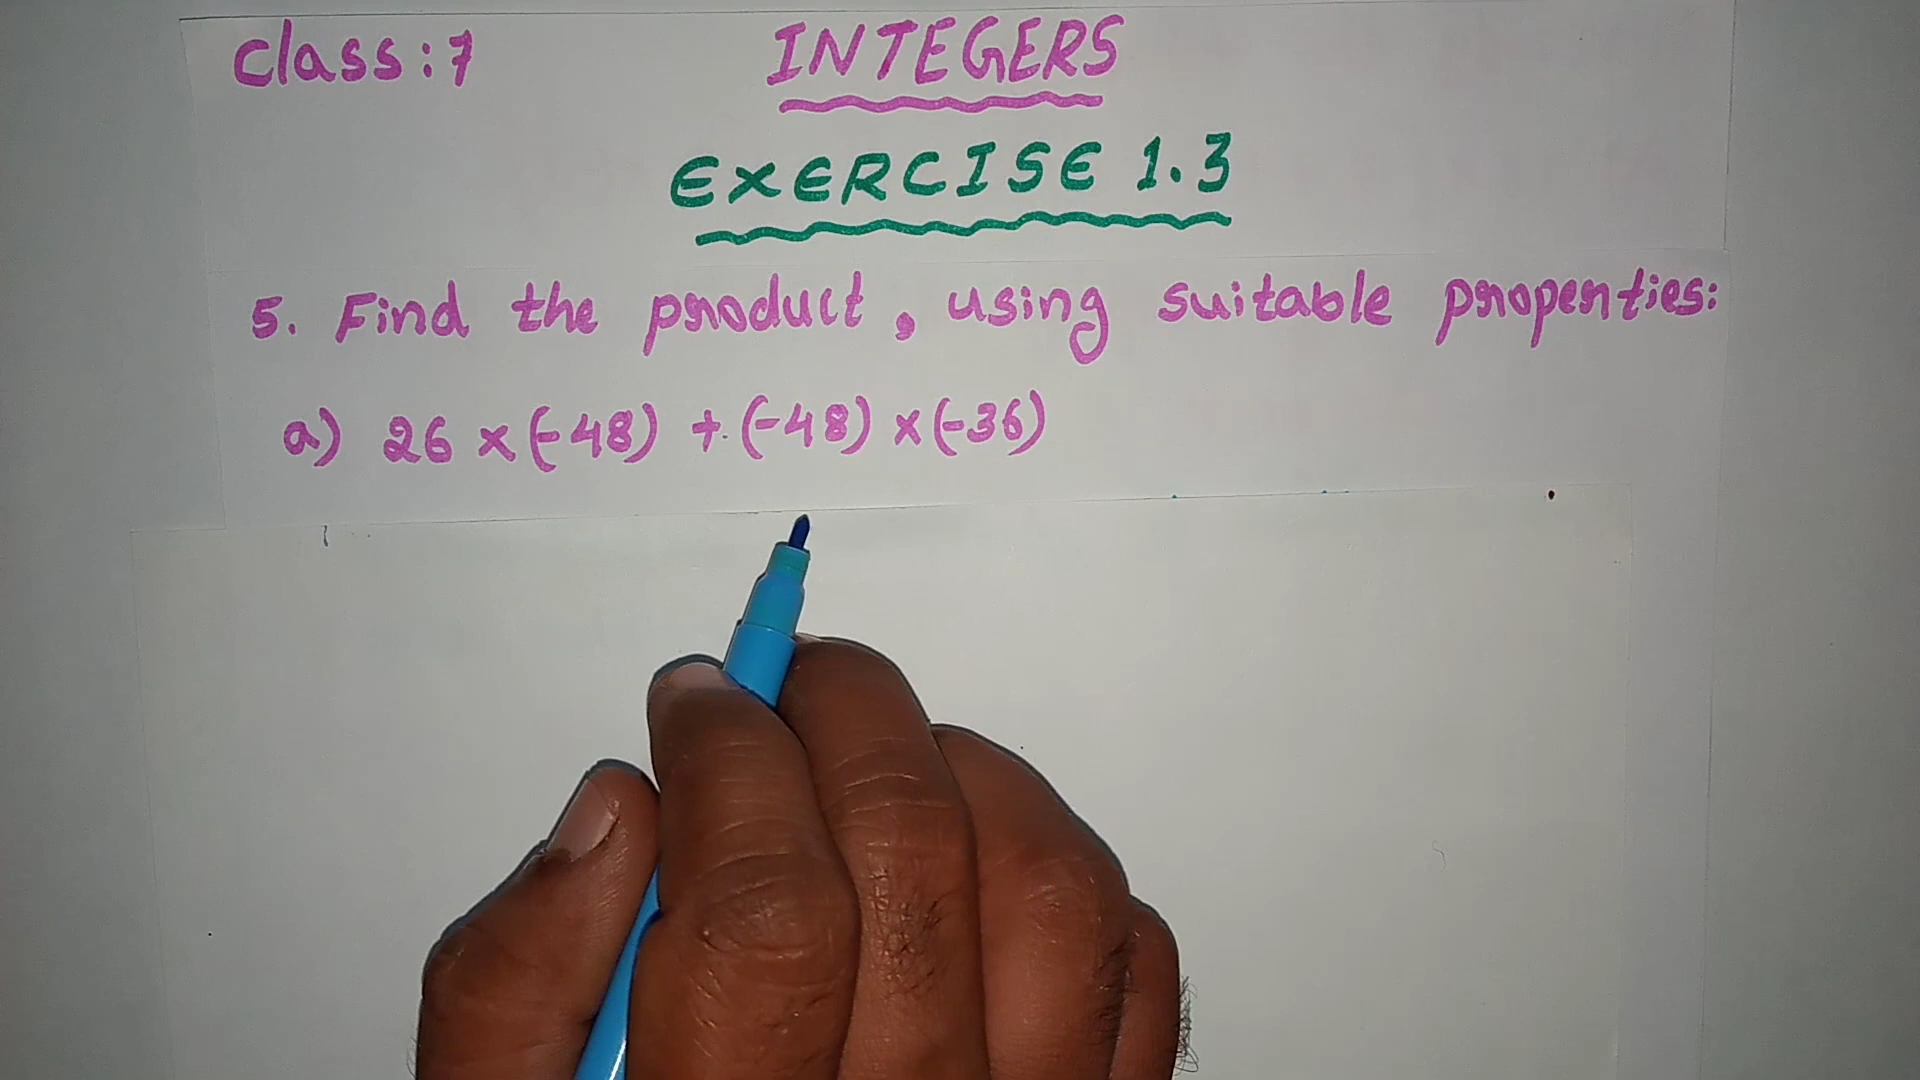 class:7 INTEGERS
EXERCISE 1.3
5. Find the product, using suitable properties:
a) 26 × (-48) + (-48) × (-36)